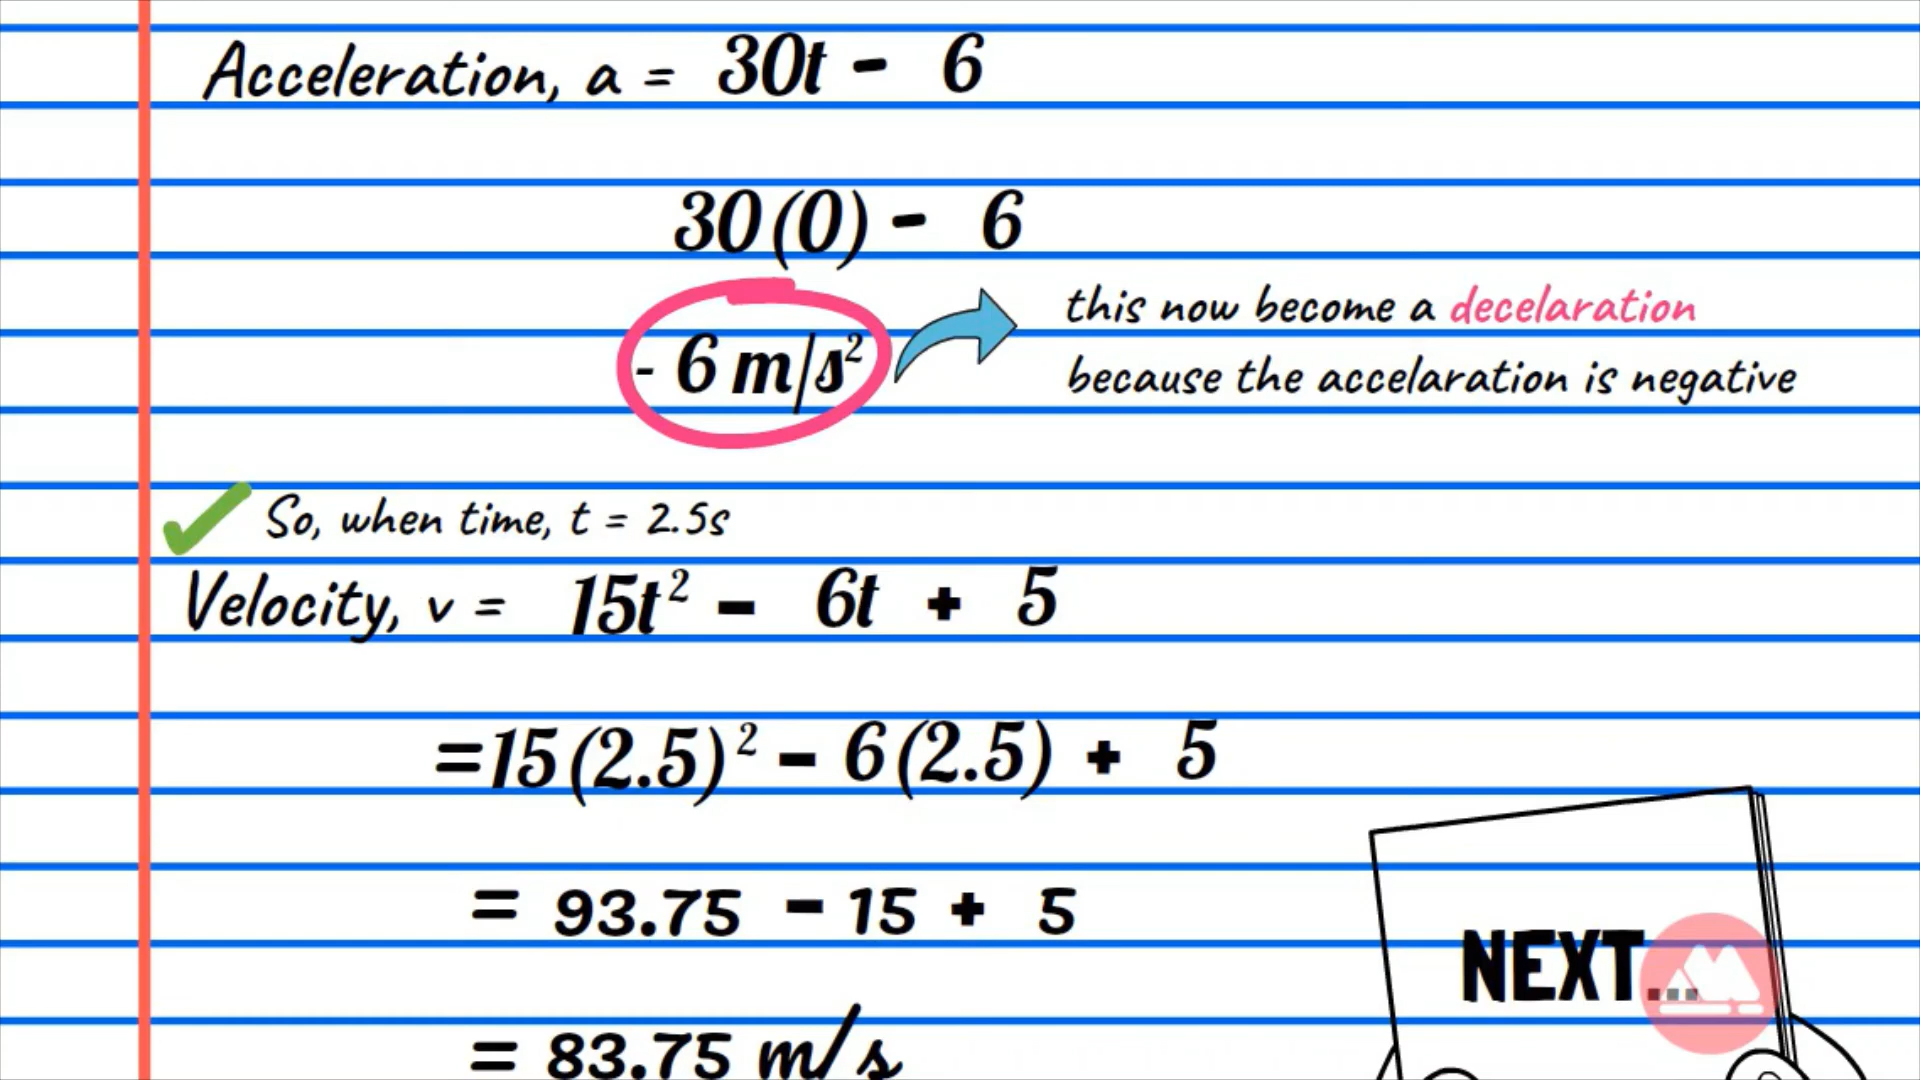 Acceleration, a = 30t - 6
30(0) - 6
- 6 m/s²
this now become a decelaration
because the accelaration is negative
So, when time, t = 2.5s
Velocity, v = 15t² - 6t + 5
=15(2.5)² - 6(2.5) + 5
= 93.75 - 15 + 5
= 83.75 m/s
NEXT...